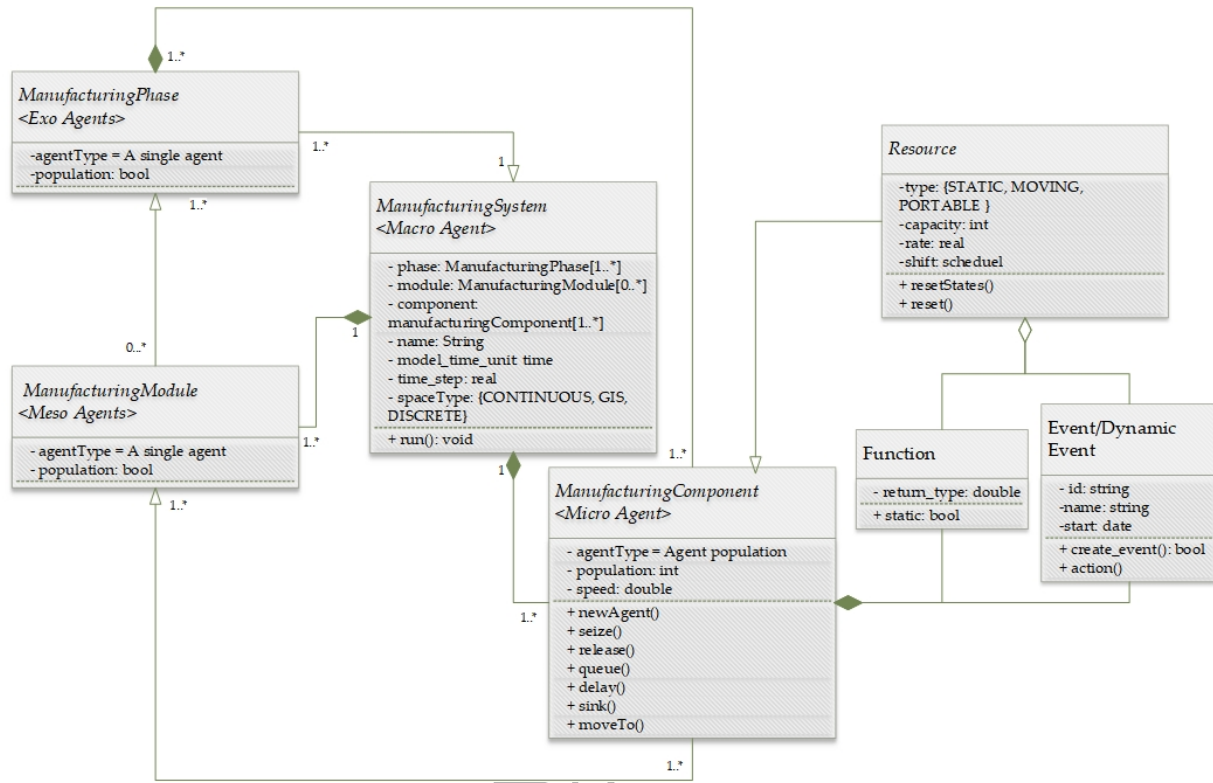 1..*
ManufacturingPhase
<Exo Agents>
-agentType = A single agent
-population: bool
1..*
1
1..*
ManufacturingSystem
<Macro Agent>
- phase: ManufacturingPhase[1..*]
- module: ManufacturingModule[0..*]
- component:
manufacturingComponent[1..*]
- name: String
- model_time_unit: time
- time_step: real
- spaceType: {CONTINUOUS, GIS,
DISCRETE}
+ run(): void
1
1..*
1
0...*
ManufacturingModule
<Meso Agents>
- agentType = A single agent
- population: bool
1..*
Resource
-type: {STATIC, MOVING,
PORTABLE }
-capacity: int
-rate: real
-shift: scheduel
+ resetStates()
+ reset()
Function
- return_type: double
+ static: bool
Event/Dynamic
Event
- id: string
-name: string
-start: date
+ create_event(): bool
+ action()
1..*
ManufacturingComponent
<Micro Agent>
- agentType = Agent population
- population: int
- speed: double
+ newAgent()
+ seize()
+ release()
+ queue()
+ delay()
+ sink()
+ moveTo()
1..*
1..*